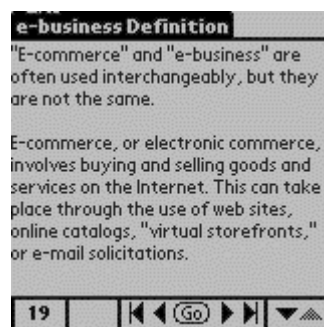 e-business Definition
"E-commerce" and "e-business" are
often used interchangeably, but they
are not the same.
E-commerce, or electronic commerce,
involves buying and selling goods and
services on the Internet. This can take
place through the use of web sites,
online catalogs, "virtual storefronts,"
or e-mail solicitations.
19 Go